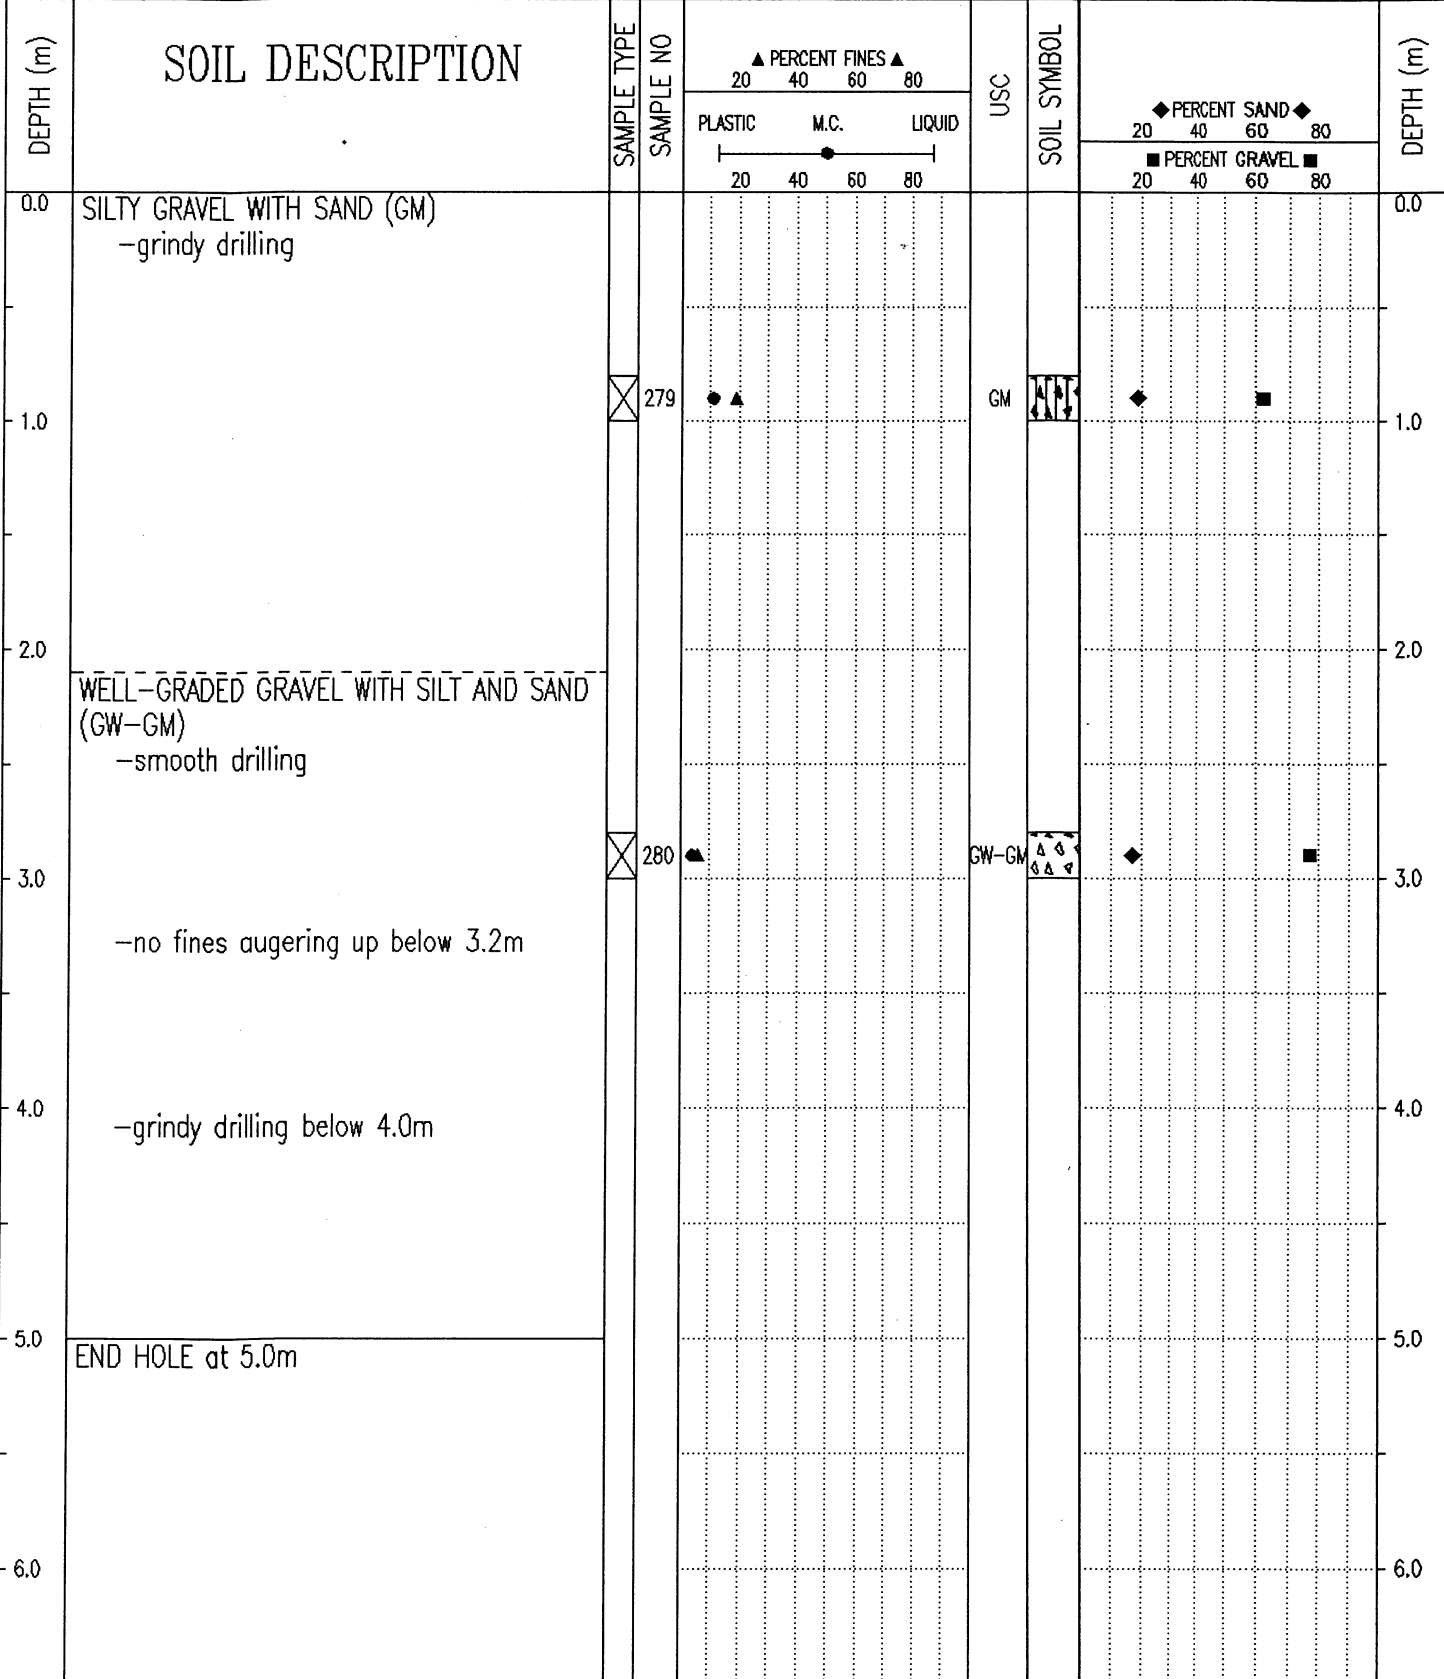 DEPTH (m)
SOIL DESCRIPTION
SAMPLE TYPE
SAMPLE NO
▲ PERCENT FINES ▲
20 40 60 80
PLASTIC M.C. LIQUID
20 40 60 80
USC
SOIL SYMBOL
◆PERCENT SAND◆
20 40 60 80
■ PERCENT GRAVEL ■
20 40 60 80
DEPTH (m)
0.0 SILTY GRAVEL WITH SAND (GM) 0.0
–grindy drilling
279 GM
1.0 1.0
2.0 2.0
WELL–GRADED GRAVEL WITH SILT AND SAND
(GW–GM)
–smooth drilling
280 GW–GM
3.0 3.0
–no fines augering up below 3.2m
4.0 4.0
–grindy drilling below 4.0m
5.0 5.0
END HOLE at 5.0m
6.0 6.0